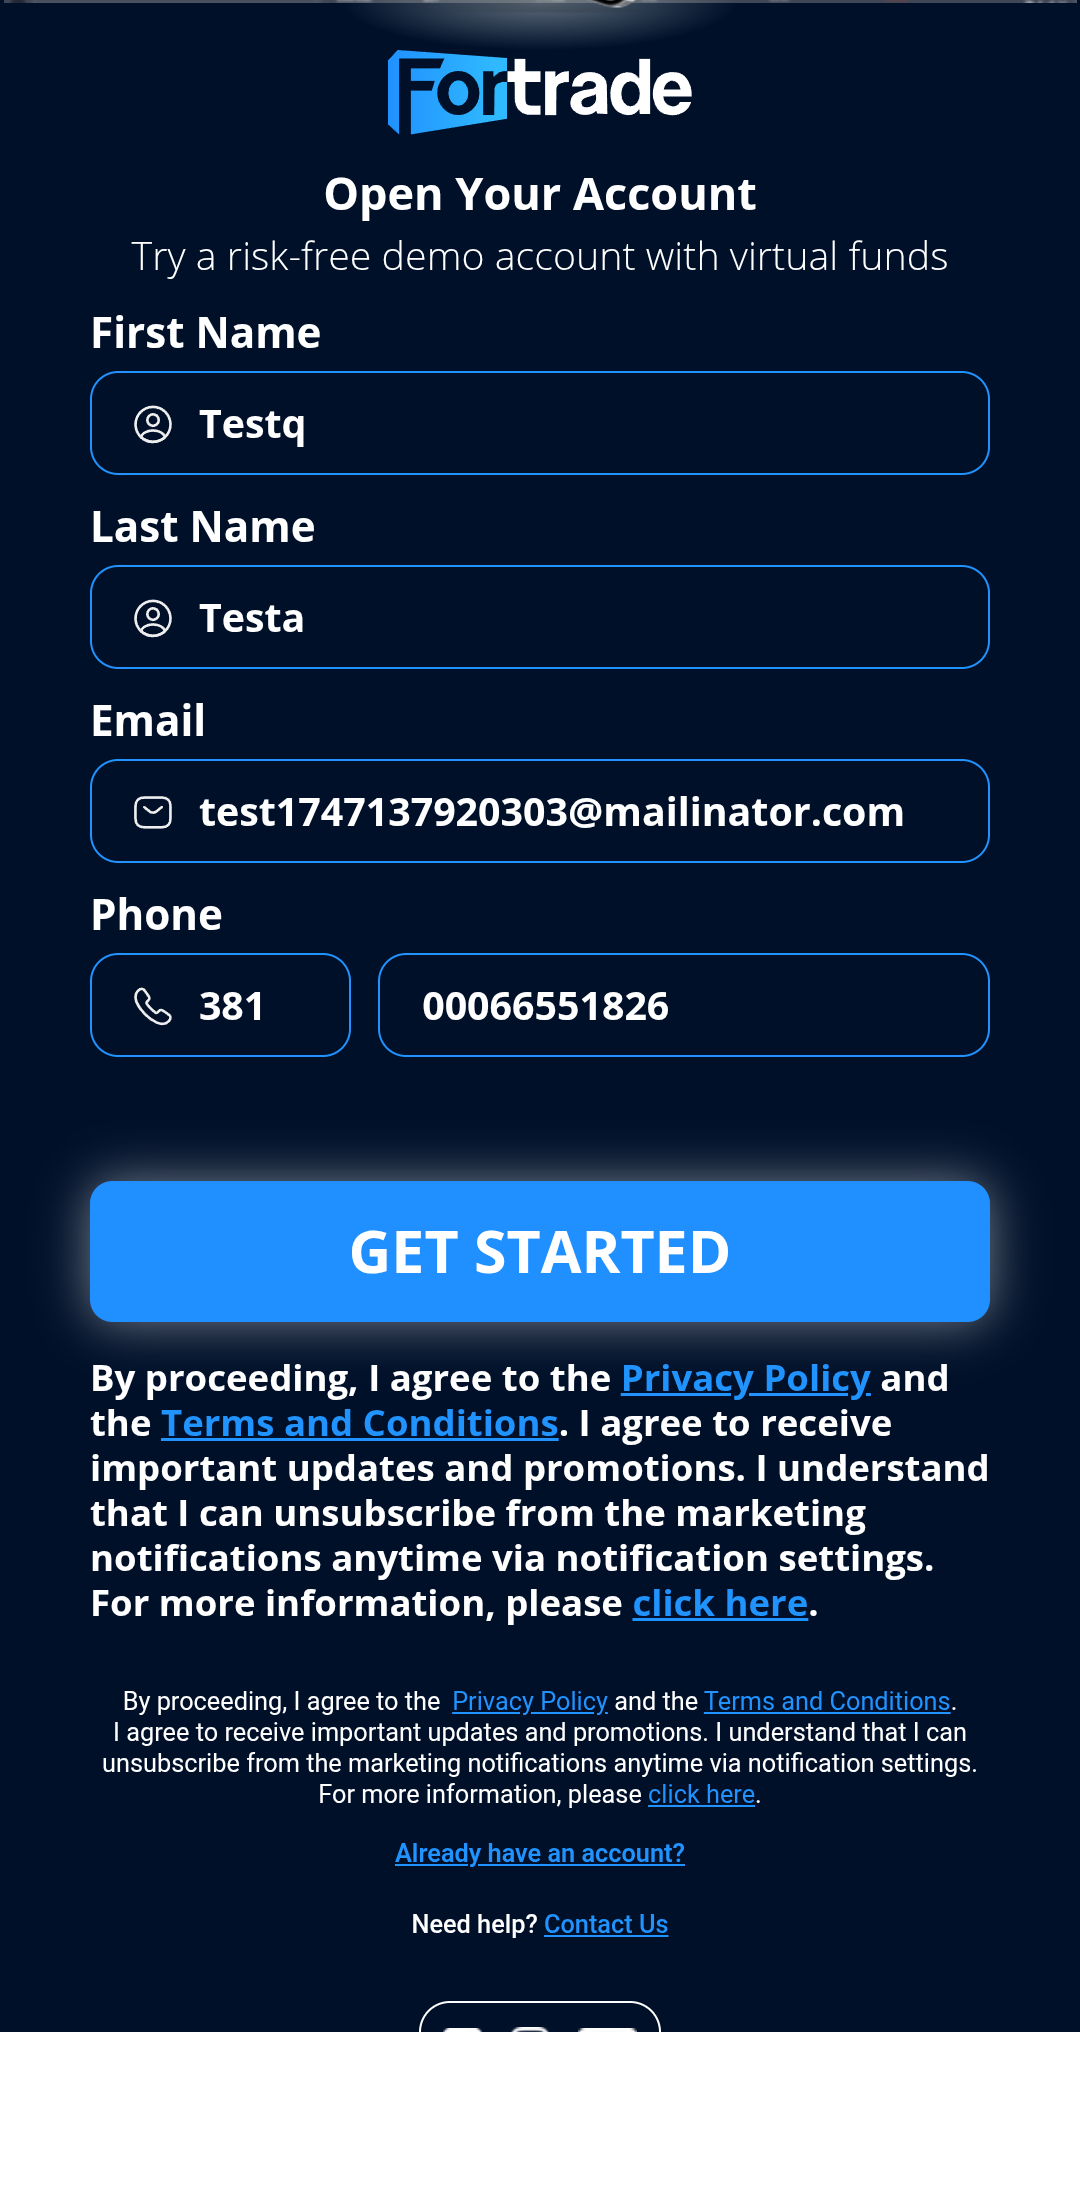 Fortrade
Open Your Account
Try a risk-free demo account with virtual funds
First Name
Testq
Last Name
Testa
Email
test1747137920303@mailinator.com
Phone
381 00066551826
GET STARTED
By proceeding, I agree to the Privacy Policy and
the Terms and Conditions. I agree to receive
important updates and promotions. I understand
that I can unsubscribe from the marketing
notifications anytime via notification settings.
For more information, please click here.
By proceeding, I agree to the Privacy Policy and the Terms and Conditions.
I agree to receive important updates and promotions. I understand that I can
unsubscribe from the marketing notifications anytime via notification settings.
For more information, please click here.
Already have an account?
Need help? Contact Us